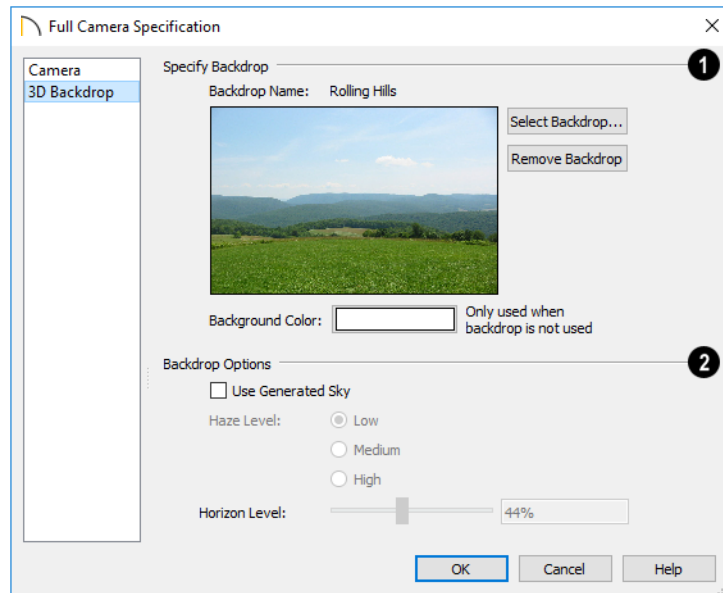 Full Camera Specification
Camera
3D Backdrop
Specify Backdrop
1
Backdrop Name: Rolling Hills
Select Backdrop...
Remove Backdrop
Background Color:
Only used when
backdrop is not used
Backdrop Options
2
Use Generated Sky
Haze Level:
Low
Medium
High
Horizon Level:
44%
OK
Cancel
Help